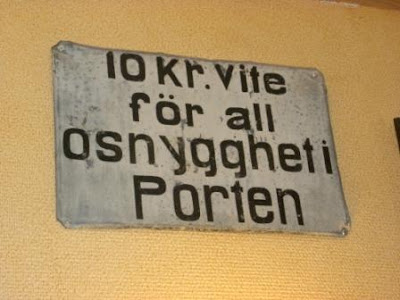 10 Kr. Vite
för all
osnygghet i
Porten